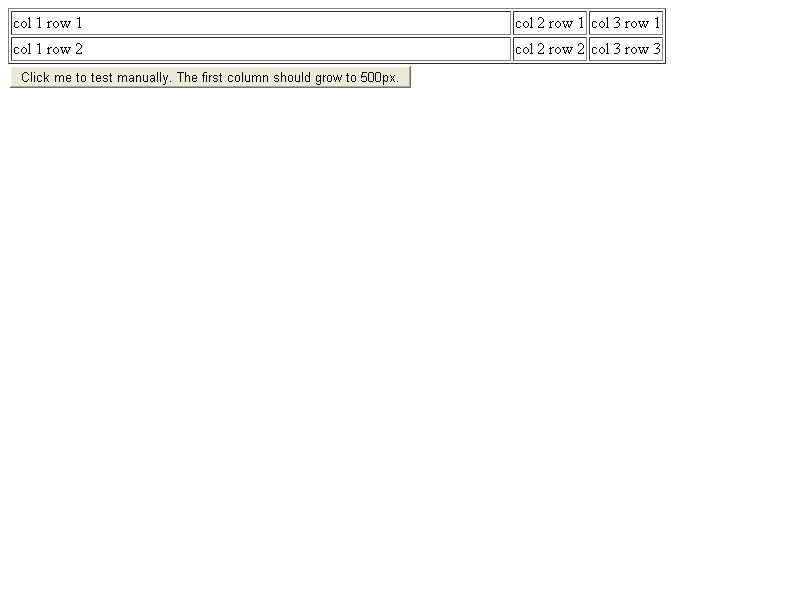 col 1 row 1 col 2 row 1 col 3 row 1
col 1 row 2 col 2 row 2 col 3 row 3
Click me to test manually. The first column should grow to 500px.